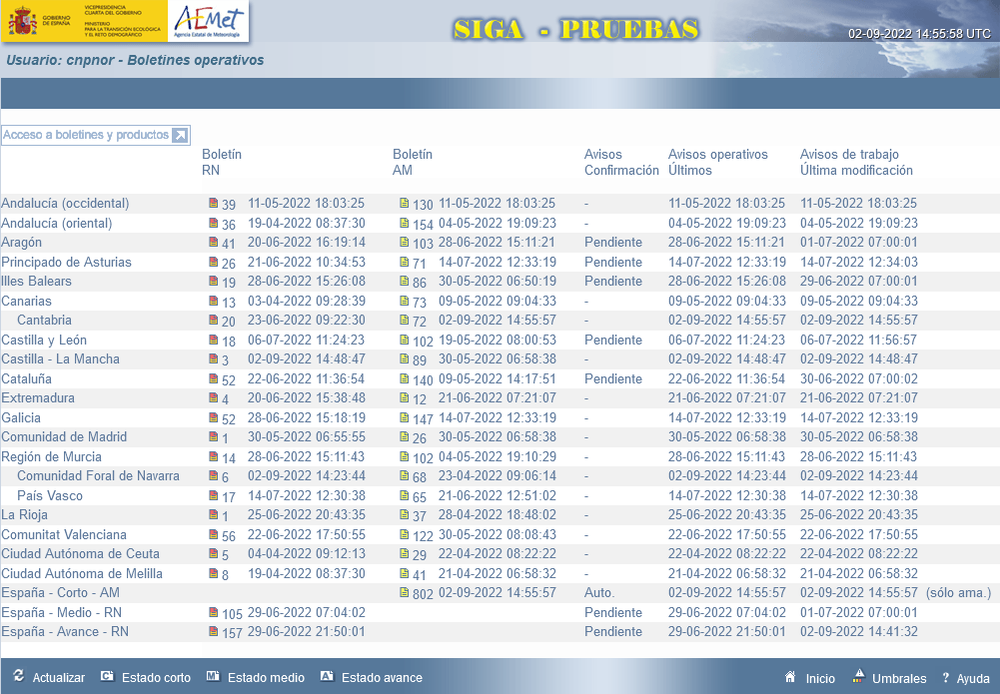 GOBIERNO DE ESPAÑA
VICEPRESIDENCIA CUARTA DEL GOBIERNO
MINISTERIO PARA LA TRANSICIÓN ECOLÓGICA Y EL RETO DEMOGRÁFICO
AEmet
Agencia Estatal de Meteorología
SIGA - PRUEBAS
02-09-2022 14:55:58 UTC
Usuario: cnpnor - Boletines operativos
Acceso a boletines y productos
Boletín RN Boletín AM Avisos Confirmación Avisos operativos Últimos Avisos de trabajo Última modificación
Andalucía (occidental) 39 11-05-2022 18:03:25 130 11-05-2022 18:03:25 - 11-05-2022 18:03:25 11-05-2022 18:03:25
Andalucía (oriental) 36 19-04-2022 08:37:30 154 04-05-2022 19:09:23 - 04-05-2022 19:09:23 04-05-2022 19:09:23
Aragón 41 20-06-2022 16:19:14 103 28-06-2022 15:11:21 Pendiente 28-06-2022 15:11:21 01-07-2022 07:00:01
Principado de Asturias 26 21-06-2022 10:34:53 71 14-07-2022 12:33:19 Pendiente 14-07-2022 12:33:19 14-07-2022 12:34:03
Illes Balears 19 28-06-2022 15:26:08 86 30-05-2022 06:50:19 Pendiente 28-06-2022 15:26:08 29-06-2022 07:00:01
Canarias 13 03-04-2022 09:28:39 73 09-05-2022 09:04:33 - 09-05-2022 09:04:33 09-05-2022 09:04:33
Cantabria 20 23-06-2022 09:22:30 72 02-09-2022 14:55:57 - 02-09-2022 14:55:57 02-09-2022 14:55:57
Castilla y León 18 06-07-2022 11:24:23 102 19-05-2022 08:00:53 Pendiente 06-07-2022 11:24:23 06-07-2022 11:56:57
Castilla - La Mancha 3 02-09-2022 14:48:47 89 30-05-2022 06:58:38 - 02-09-2022 14:48:47 02-09-2022 14:48:47
Cataluña 52 22-06-2022 11:36:54 140 09-05-2022 14:17:51 Pendiente 22-06-2022 11:36:54 30-06-2022 07:00:02
Extremadura 4 20-06-2022 15:38:48 12 21-06-2022 07:21:07 - 21-06-2022 07:21:07 21-06-2022 07:21:07
Galicia 52 28-06-2022 15:18:19 147 14-07-2022 12:33:19 - 14-07-2022 12:33:19 14-07-2022 12:33:19
Comunidad de Madrid 1 30-05-2022 06:55:55 26 30-05-2022 06:58:38 - 30-05-2022 06:58:38 30-05-2022 06:58:38
Región de Murcia 14 28-06-2022 15:11:43 102 04-05-2022 19:10:29 - 28-06-2022 15:11:43 28-06-2022 15:11:43
Comunidad Foral de Navarra 6 02-09-2022 14:23:44 68 23-04-2022 09:06:14 - 02-09-2022 14:23:44 02-09-2022 14:23:44
País Vasco 17 14-07-2022 12:30:38 65 21-06-2022 12:51:02 - 14-07-2022 12:30:38 14-07-2022 12:30:38
La Rioja 1 25-06-2022 20:43:35 37 28-04-2022 18:48:02 - 25-06-2022 20:43:35 25-06-2022 20:43:35
Comunitat Valenciana 56 22-06-2022 17:50:55 122 30-05-2022 08:08:43 - 22-06-2022 17:50:55 22-06-2022 17:50:55
Ciudad Autónoma de Ceuta 5 04-04-2022 09:12:13 29 22-04-2022 08:22:22 - 22-04-2022 08:22:22 22-04-2022 08:22:22
Ciudad Autónoma de Melilla 8 19-04-2022 08:37:30 41 21-04-2022 06:58:32 - 21-04-2022 06:58:32 21-04-2022 06:58:32
España - Corto - AM 802 02-09-2022 14:55:57 Auto. 02-09-2022 14:55:57 02-09-2022 14:55:57 (sólo ama.)
España - Medio - RN 105 29-06-2022 07:04:02 Pendiente 29-06-2022 07:04:02 01-07-2022 07:00:01
España - Avance - RN 157 29-06-2022 21:50:01 Pendiente 29-06-2022 21:50:01 02-09-2022 14:41:32
Actualizar Estado corto Estado medio Estado avance Inicio Umbrales ? Ayuda